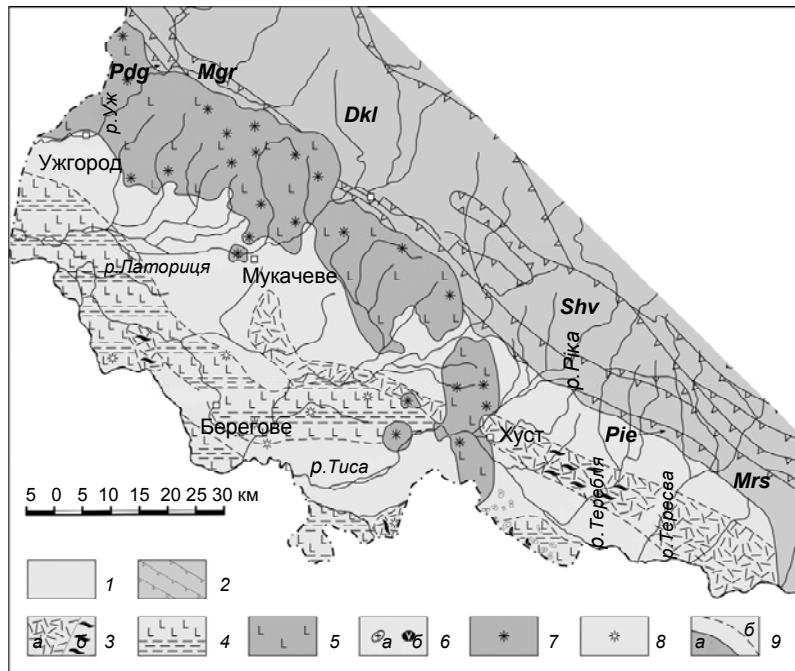 Pdg
Mgr
р.Уж
Dkl
Ужгород
р.Латориця
Мукачеве
Shv
р. Ріка
Берегове
Хуст
Pie
р.Тиса
р.Теребля
р.Тересва
Mrs
5 0 5 10 15 20 25 30 км
1 2
а б 3 4 5 а б 6 7 8 а б 9